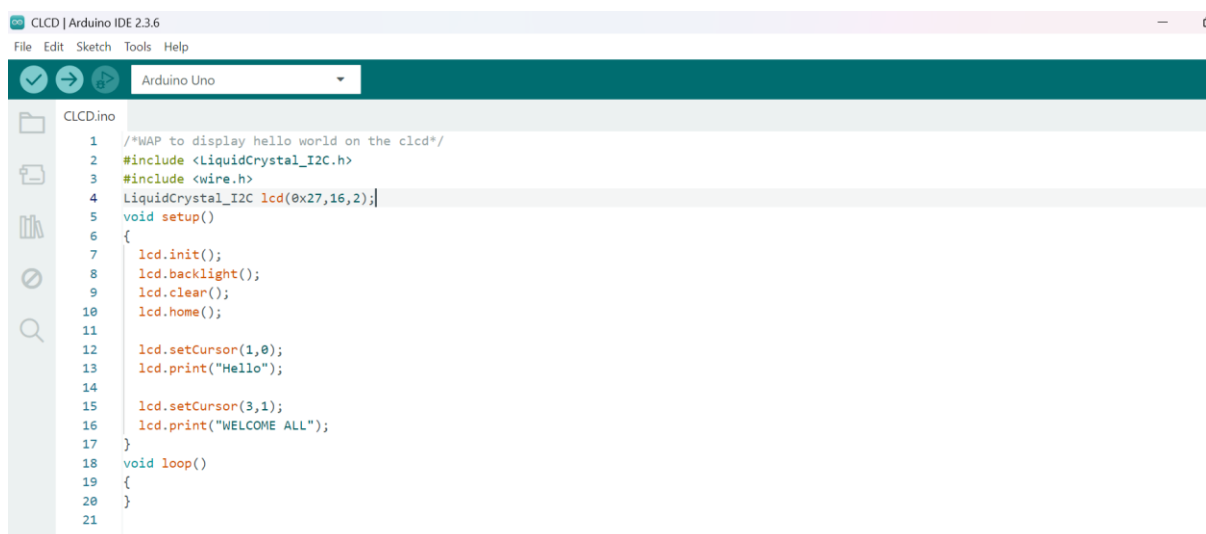 CLCD | Arduino IDE 2.3.6
File Edit Sketch Tools Help
Arduino Uno
CLCD.ino
1 /*WAP to display hello world on the clcd*/
2 #include <LiquidCrystal_I2C.h>
3 #include <wire.h>
4 LiquidCrystal_I2C lcd(0x27,16,2);
5 void setup()
6 {
7 lcd.init();
8 lcd.backlight();
9 lcd.clear();
10 lcd.home();
11
12 lcd.setCursor(1,0);
13 lcd.print("Hello");
14
15 lcd.setCursor(3,1);
16 lcd.print("WELCOME ALL");
17 }
18 void loop()
19 {
20 }
21